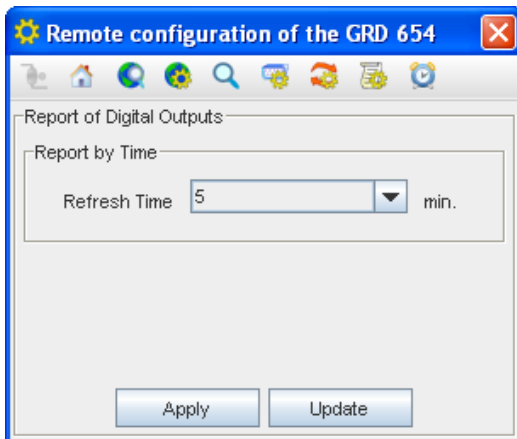 Remote configuration of the GRD 654
Report of Digital Outputs
Report by Time
Refresh Time 5 min.
Apply Update